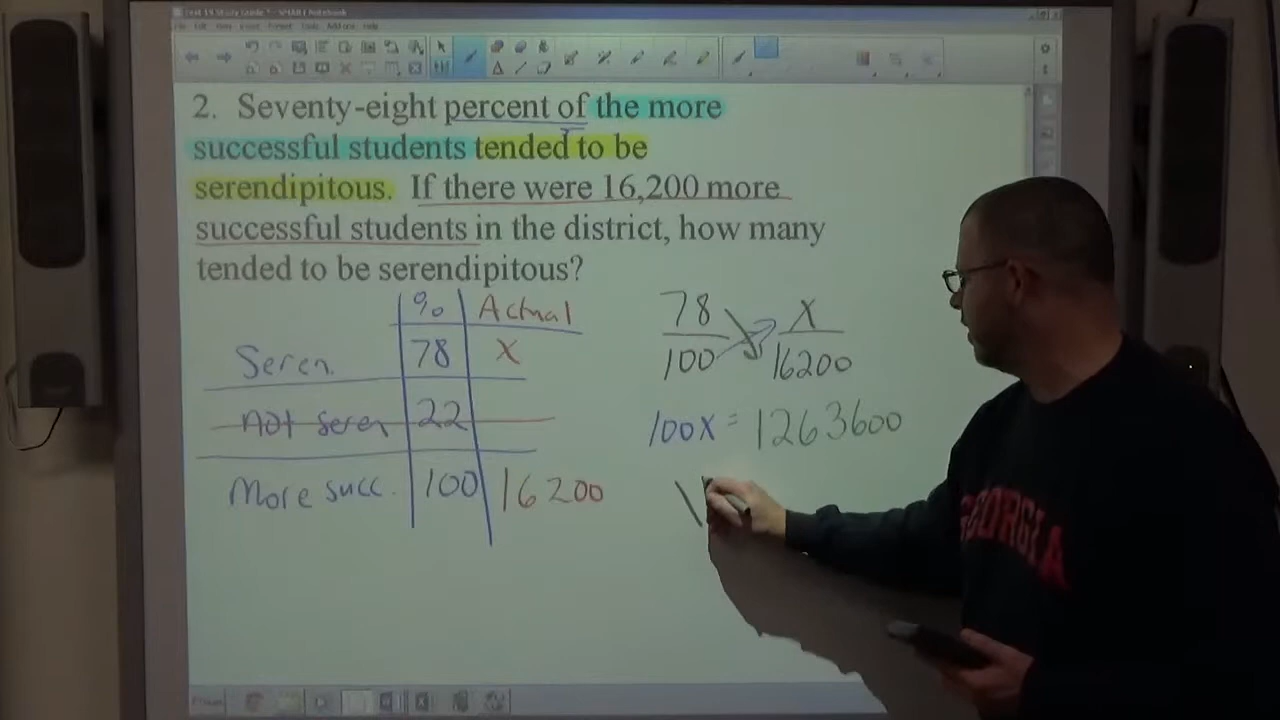 2. Seventy-eight percent of the more
successful students tended to be
serendipitous. If there were 16,200 more
successful students in the district, how many
tended to be serendipitous?
% Actual
Seren. 78 X
Not Seren 22
More succ. 100 16200
78 X
100 16200
100X = 1263600
GEORGIA